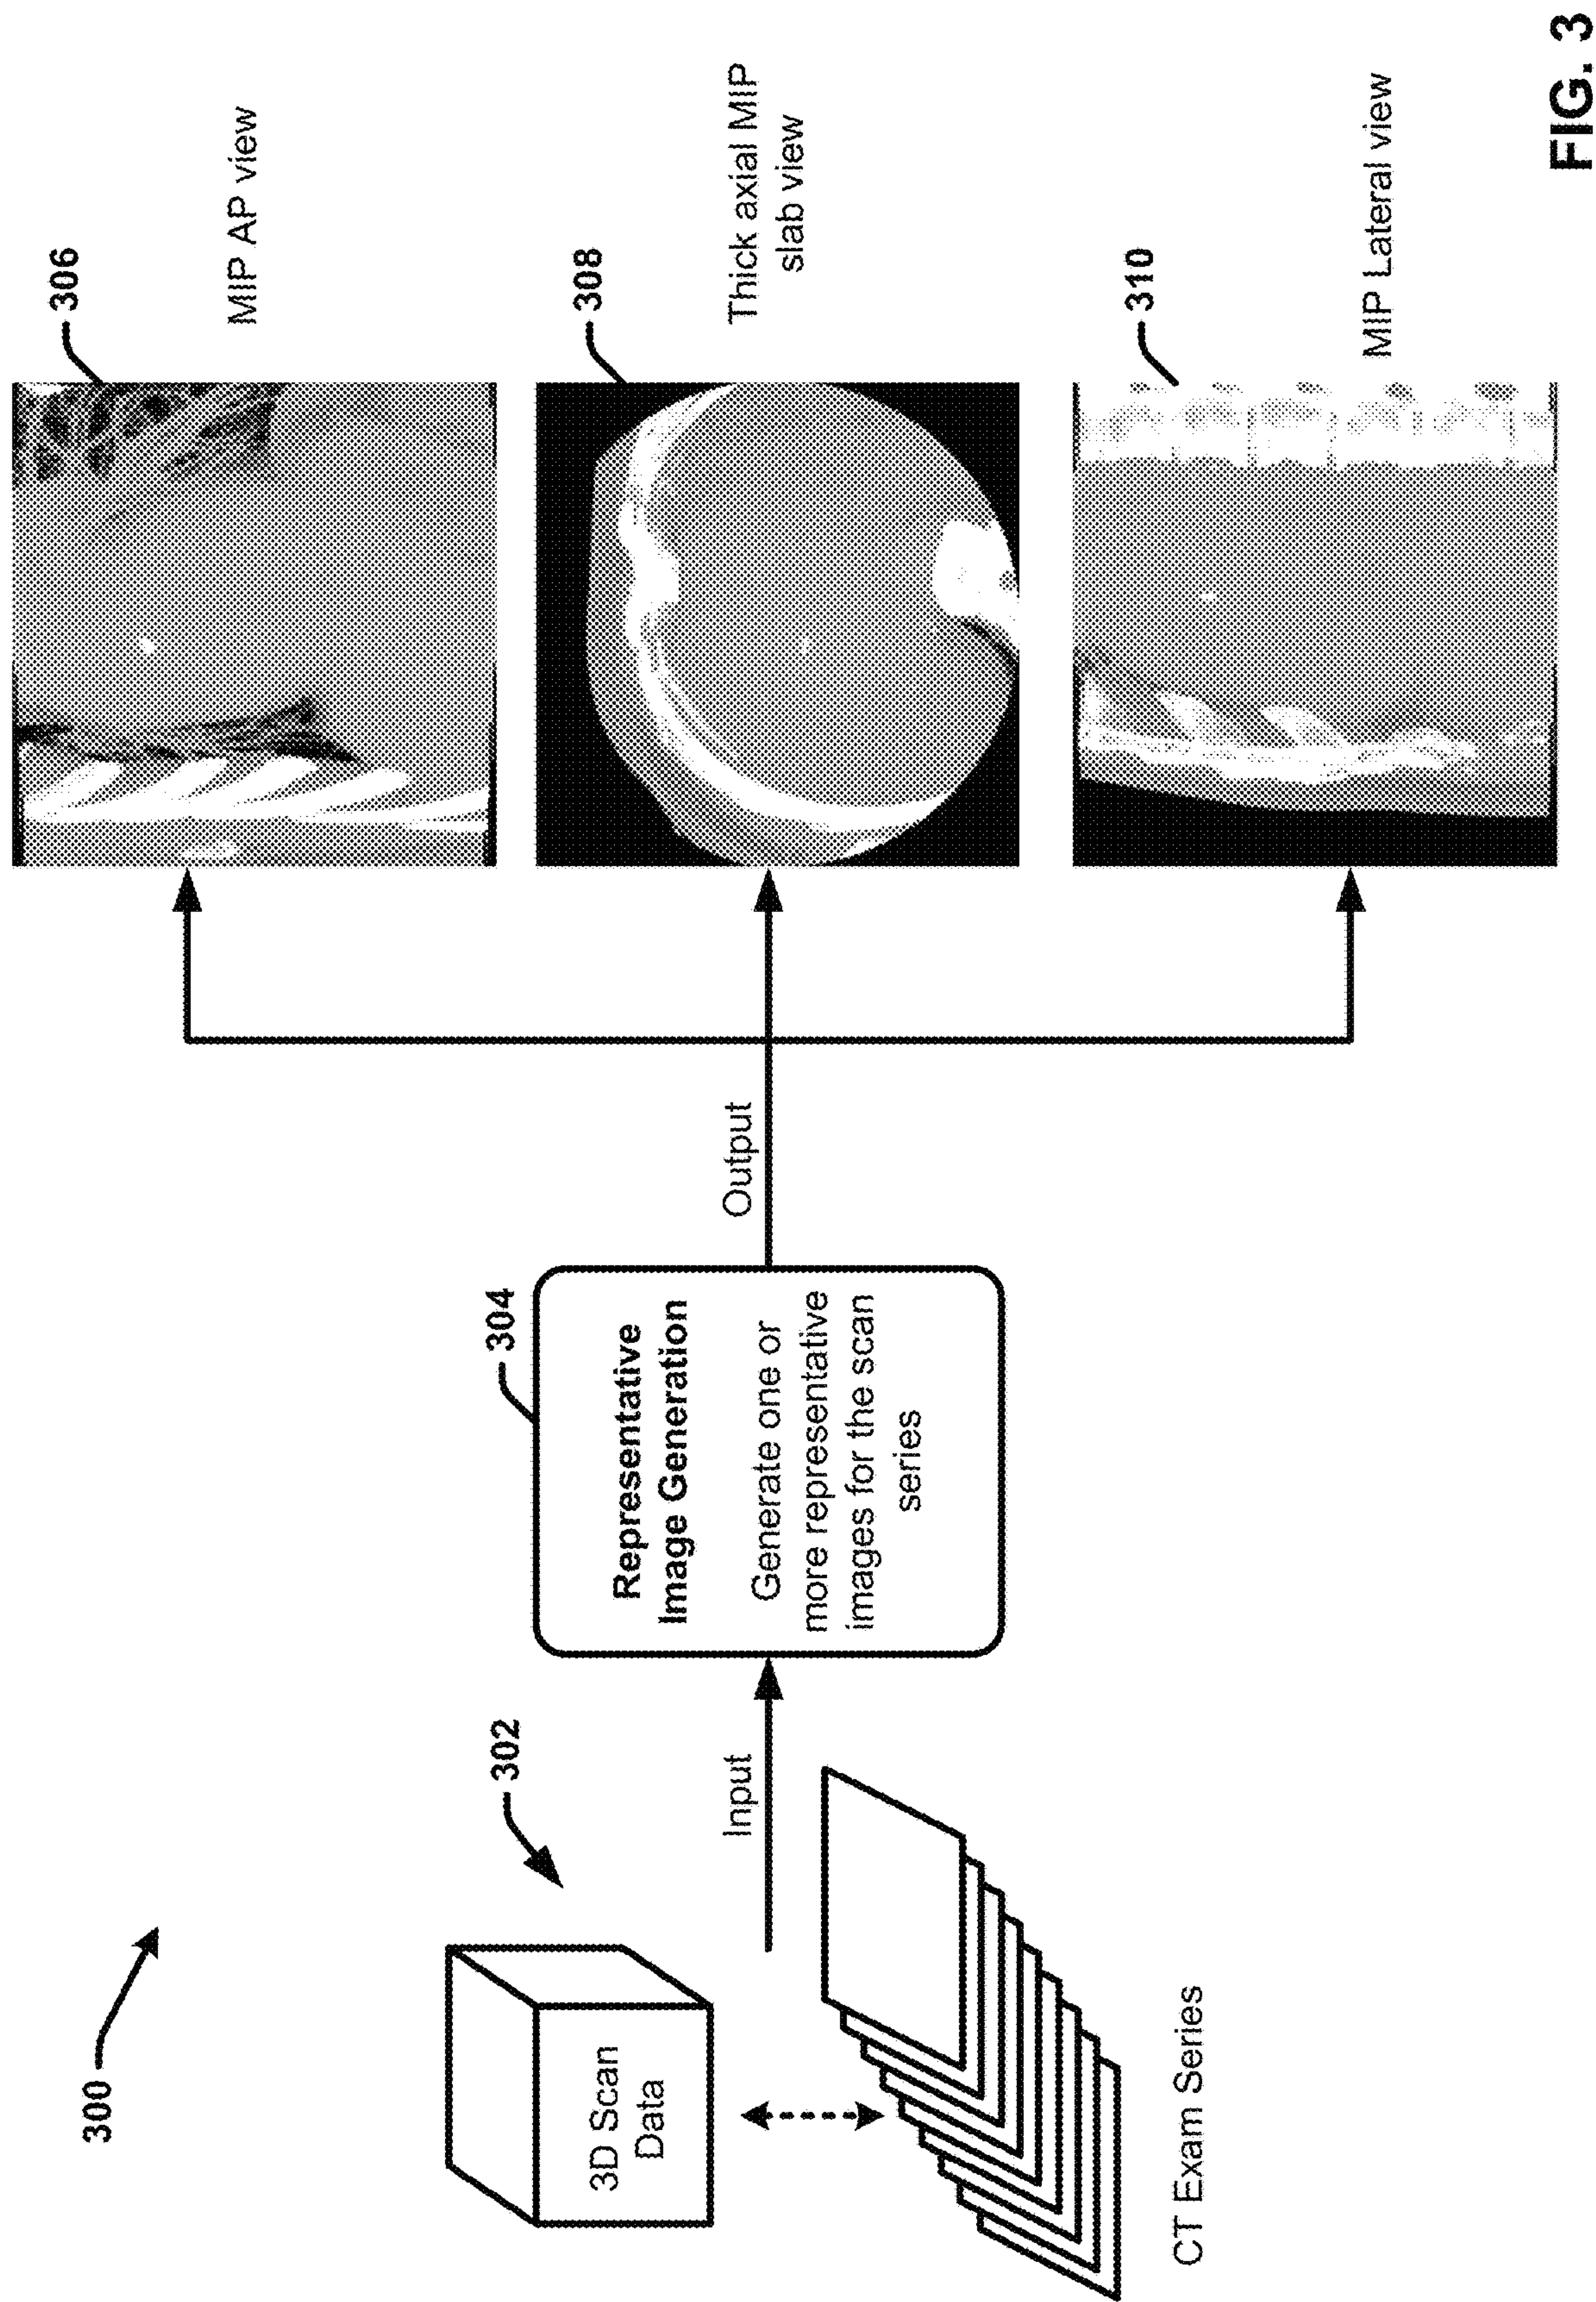 300
302
3D Scan
Data
CT Exam Series
Input
304
Representative
Image Generation
Generate one or
more representative
images for the scan
series
Output
306
MIP AP view
308
Thick axial MIP
slab view
310
MIP Lateral view
FIG. 3